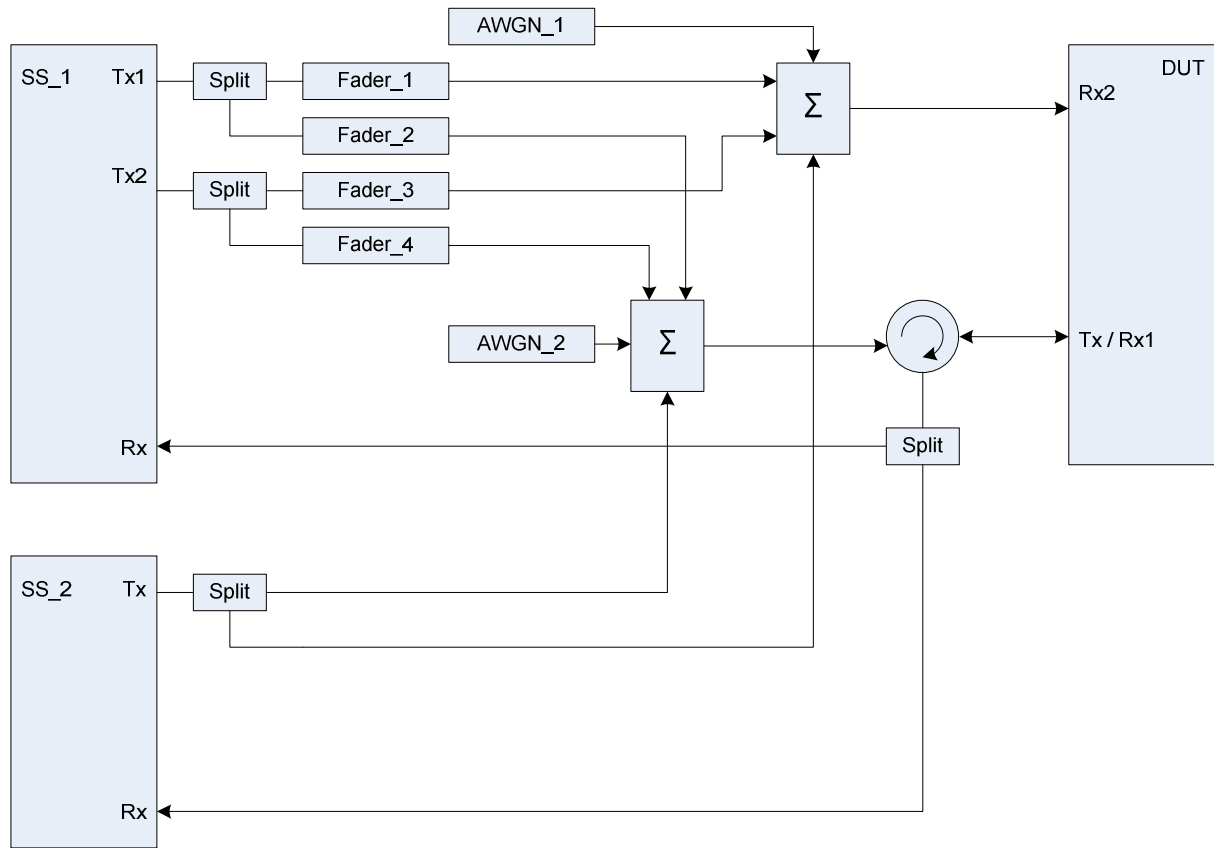 AWGN_1
SS_1
Tx1
Split
Fader_1
Σ
DUT
Rx2
Fader_2
Tx2
Split
Fader_3
Fader_4
AWGN_2
Σ
Tx / Rx1
Rx
Split
SS_2
Tx
Split
Rx